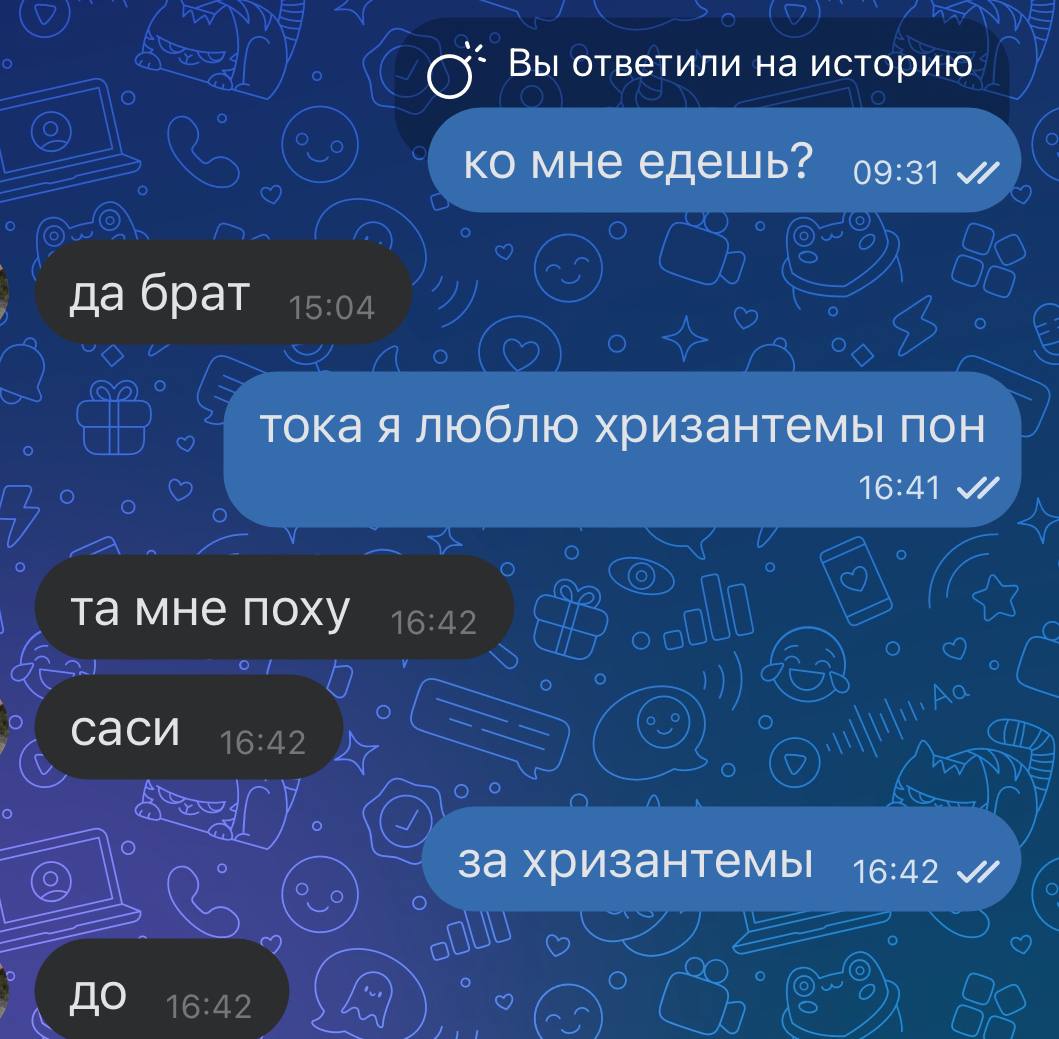 Вы ответили на историю
ко мне едешь? 09:31
да брат 15:04
тока я люблю хризантемы пон
16:41
та мне поху 16:42
саси 16:42
Aa
за хризантемы 16:42
до 16:42